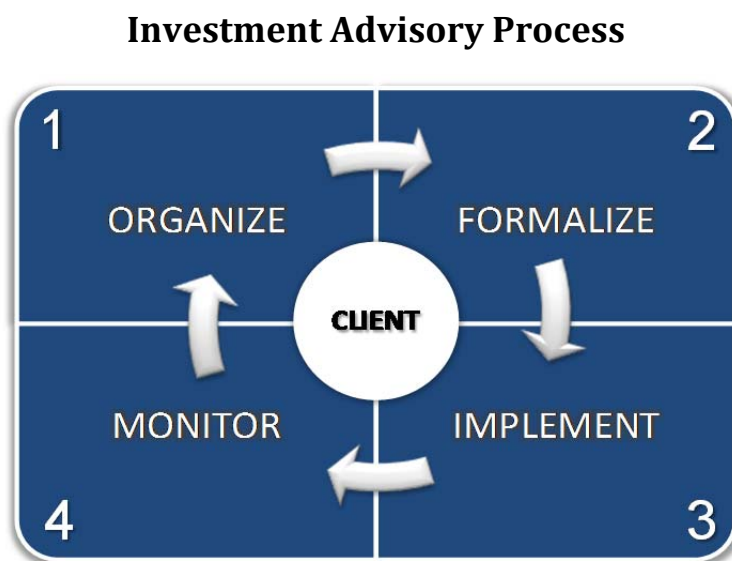 Investment Advisory Process
1
2
ORGANIZE
FORMALIZE
CLIENT
MONITOR
IMPLEMENT
4
3